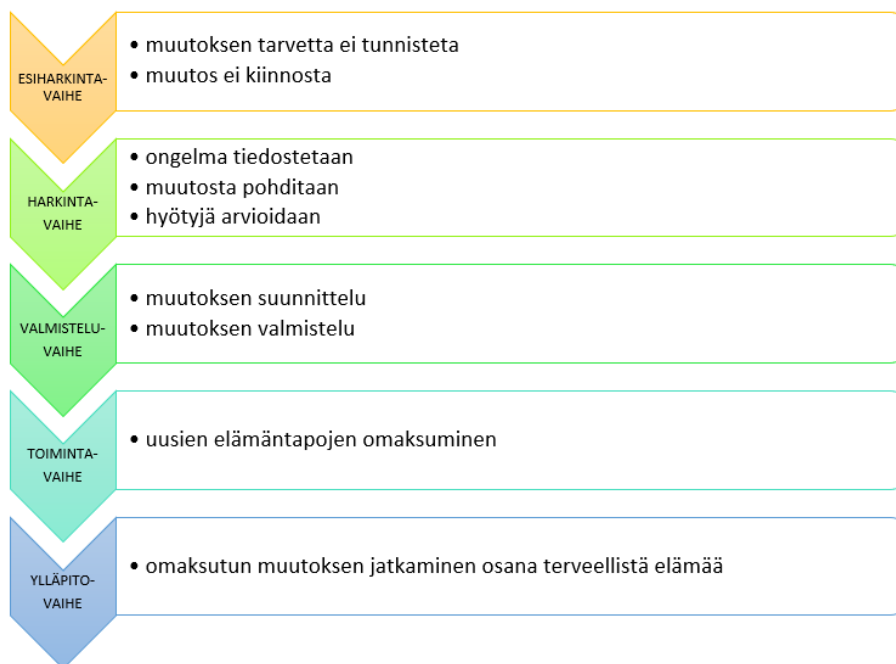 ESIHARKINTA-
VAIHE
• muutoksen tarvetta ei tunnisteta
• muutos ei kiinnosta
HARKINTA-
VAIHE
• ongelma tiedostetaan
• muutosta pohditaan
• hyötyjä arvioidaan
VALMISTELU-
VAIHE
• muutoksen suunnittelu
• muutoksen valmistelu
TOIMINTA-
VAIHE
• uusien elämäntapojen omaksuminen
YLLÄPITO-
VAIHE
• omaksutun muutoksen jatkaminen osana terveellistä elämää